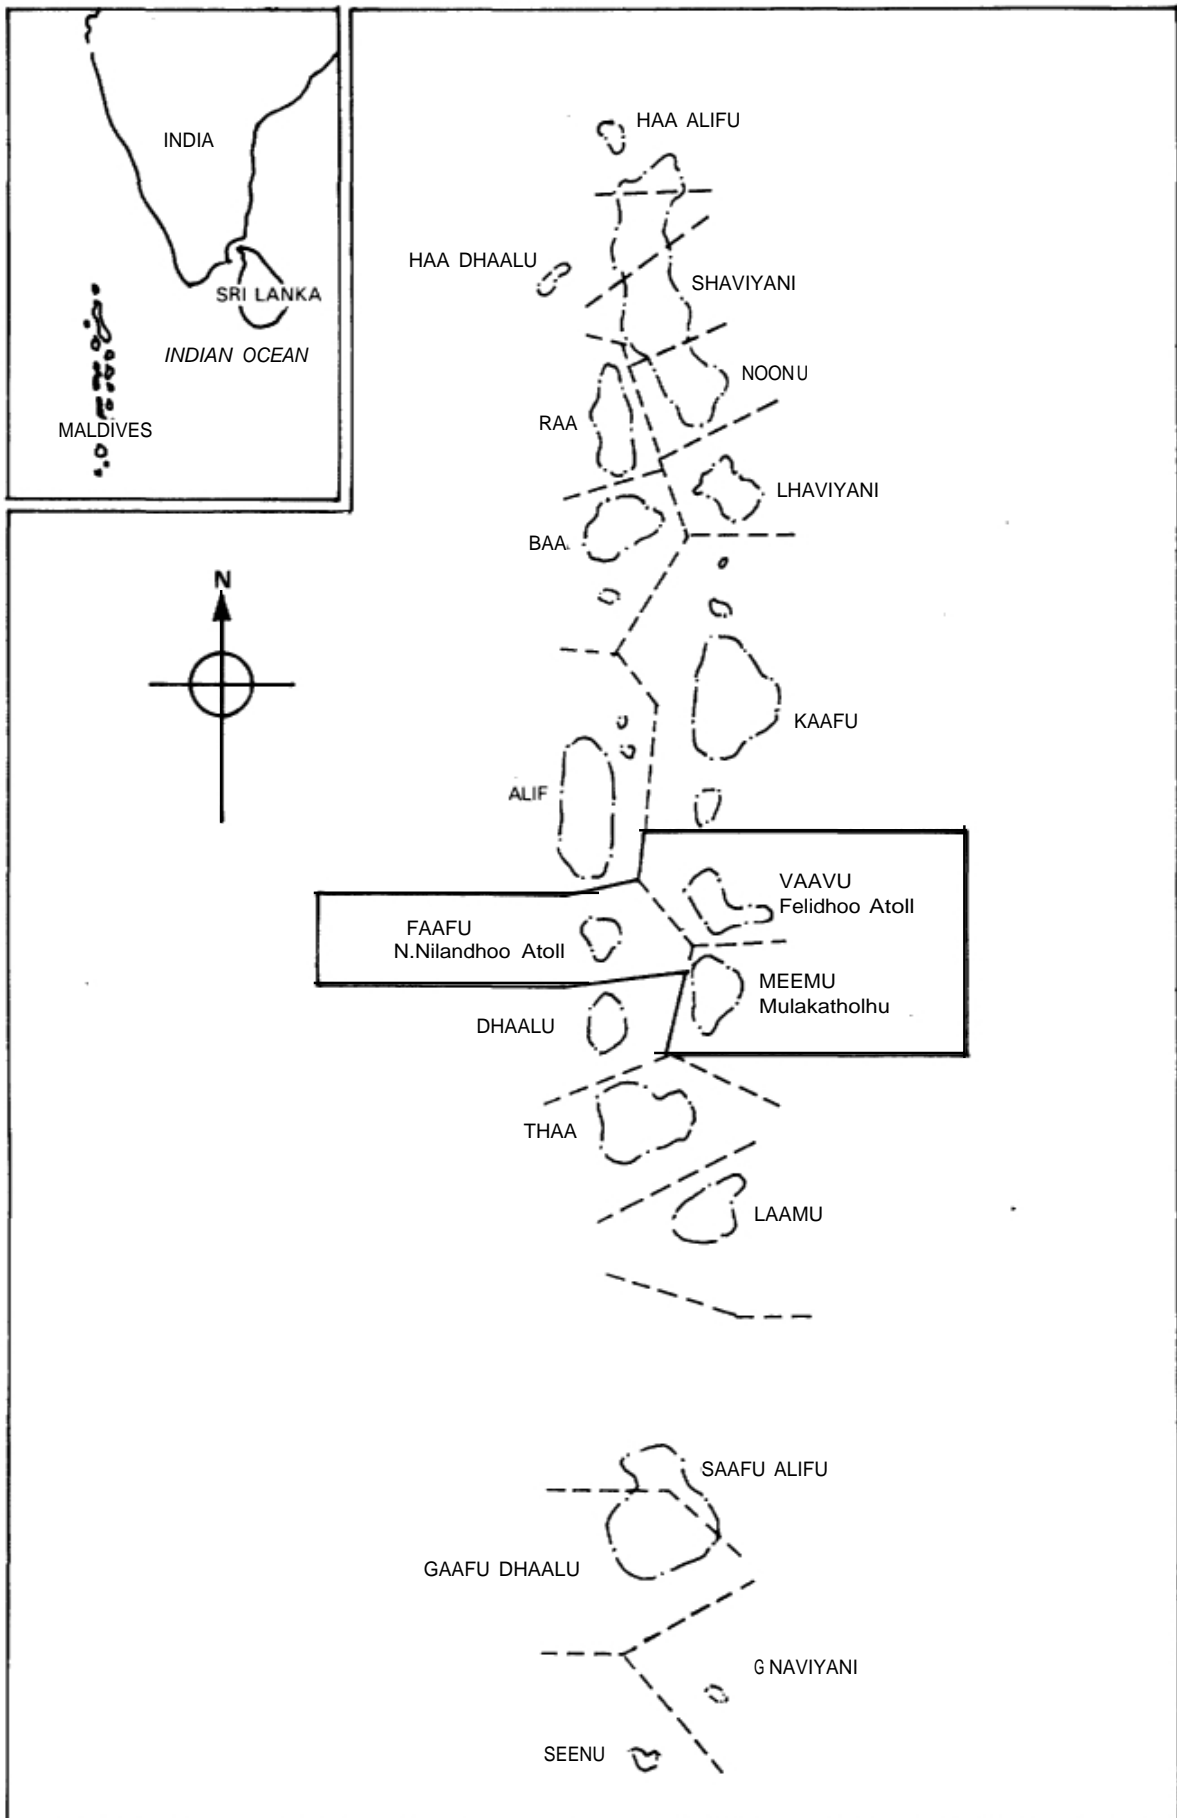 INDIA
SRI LANKA
INDIAN OCEAN
MALDIVES
N
HAA ALIFU
HAA DHAALU
SHAVIYANI
NOONU
RAA
LHAVIYANI
BAA
KAAFU
ALIF
VAAVU
Felidhoo Atoll
FAAFU
N.Nilandhoo Atoll
MEEMU
Mulakatholhu
DHAALU
THAA
LAAMU
SAAFU ALIFU
GAAFU DHAALU
GNAVIYANI
SEENU